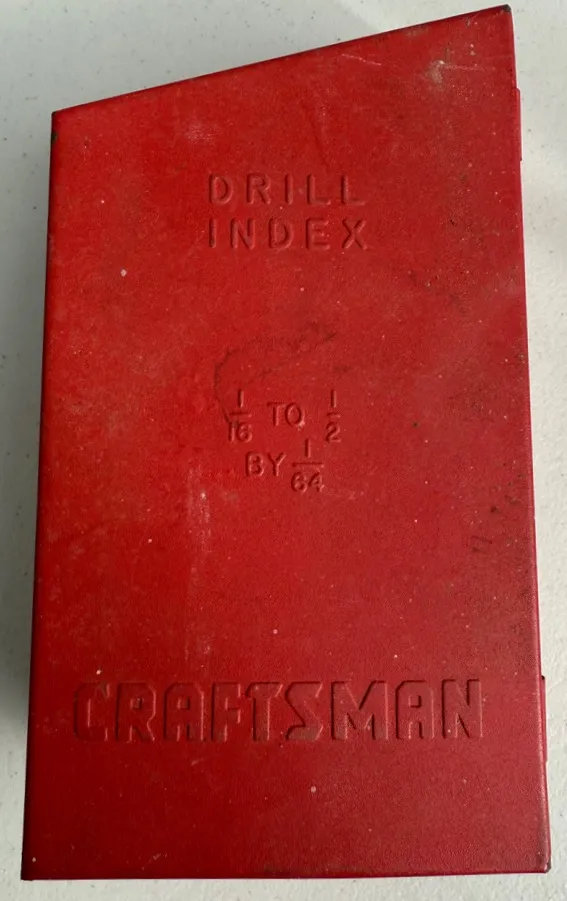 DRILL
INDEX
1/16 TO 1/2
BY 1/64
CRAFTSMAN